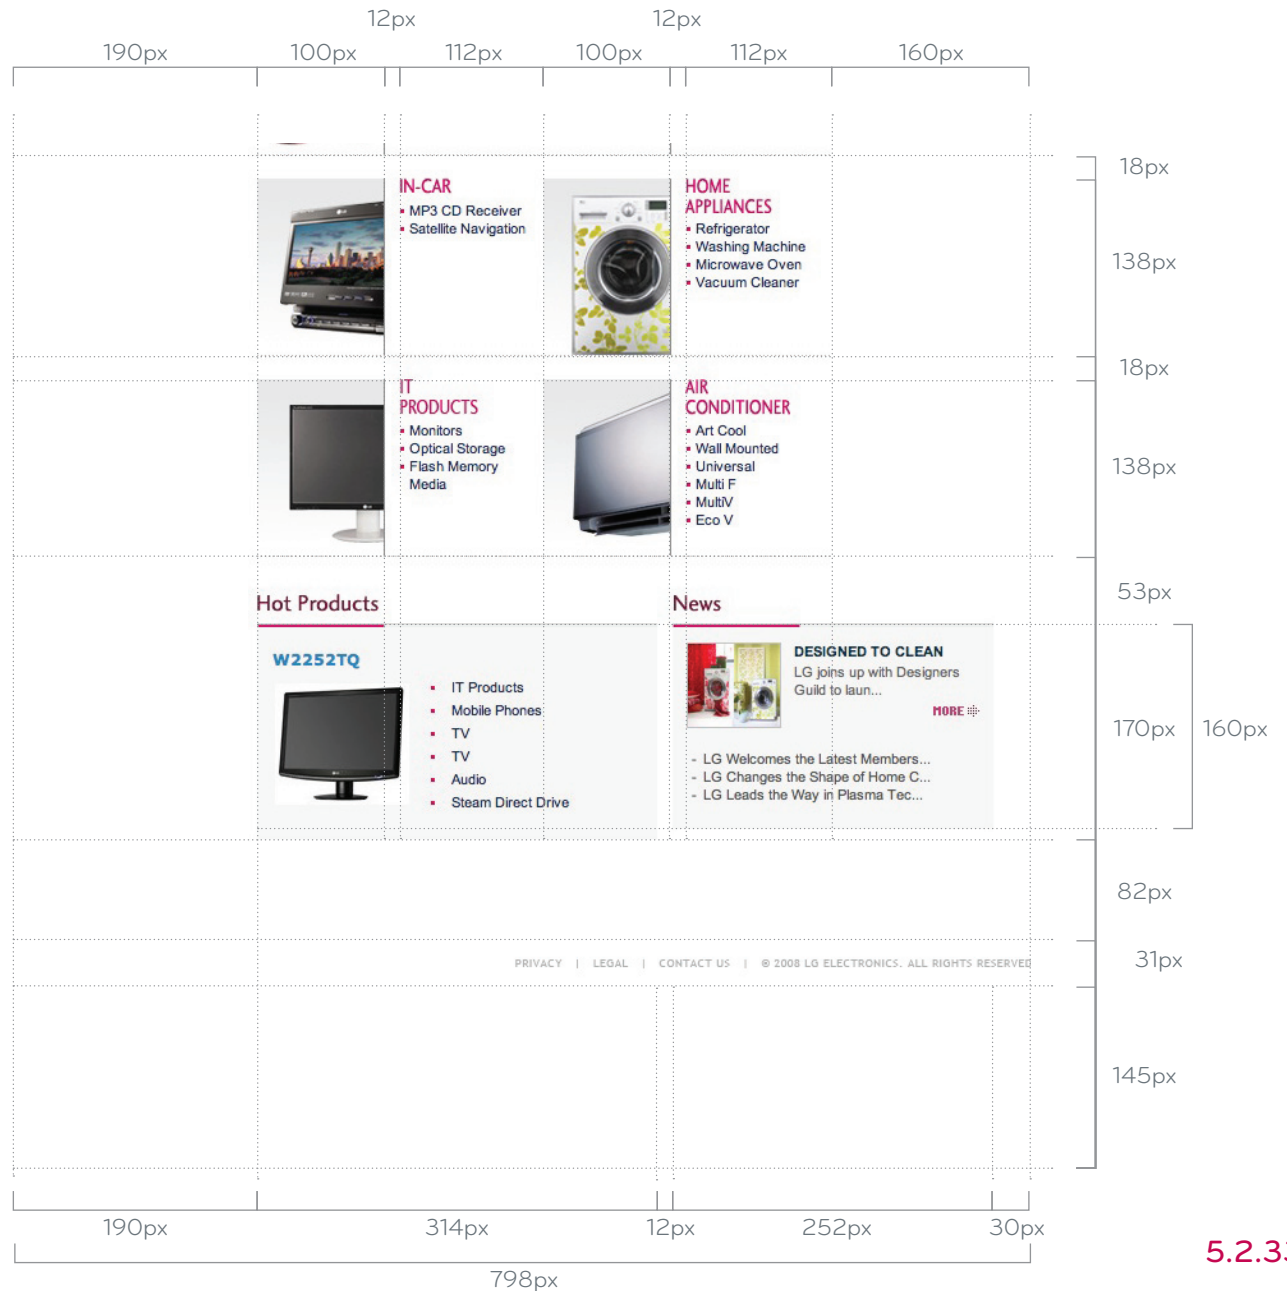 12px 12px
190px 100px 112px 100px 112px 160px
18px
IN-CAR
MP3 CD Receiver
Satellite Navigation
HOME
APPLIANCES
Refrigerator
Washing Machine
Microwave Oven
Vacuum Cleaner
138px
18px
IT
PRODUCTS
Monitors
Optical Storage
Flash Memory
Media
AIR
CONDITIONER
Art Cool
Wall Mounted
Universal
Multi F
MultiV
Eco V
138px
53px
Hot Products
W2252TQ
IT Products
Mobile Phones
TV
TV
Audio
Steam Direct Drive
News
DESIGNED TO CLEAN
LG joins up with Designers
Guild to laun...
MORE
- LG Welcomes the Latest Members...
- LG Changes the Shape of Home C...
- LG Leads the Way in Plasma Tec...
170px 160px
82px
PRIVACY | LEGAL | CONTACT US | © 2008 LG ELECTRONICS. ALL RIGHTS RESERVED
31px
145px
190px 314px 12px 252px 30px
798px